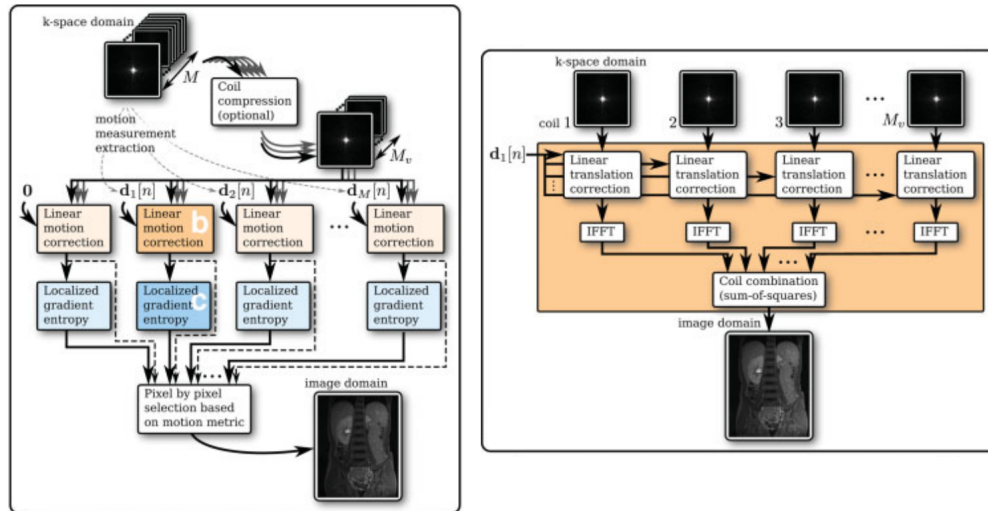 k-space domain
M
Coil
compression
(optional)
motion
measurement
extraction
M_v
0
d_1[n]
d_2[n]
d_M[n]
Linear
motion
correction
Linear
motion
correction
b
Linear
motion
correction
...
Linear
motion
correction
Localized
gradient
entropy
Localized
gradient
entropy
c
Localized
gradient
entropy
Localized
gradient
entropy
...
Pixel by pixel
selection based
on motion metric
image domain
k-space domain
coil 1
2
3
...
M_v
d_1[n]
Linear
translation
correction
Linear
translation
correction
Linear
translation
correction
...
Linear
translation
correction
IFFT
IFFT
IFFT
...
IFFT
...
Coil combination
(sum-of-squares)
image domain